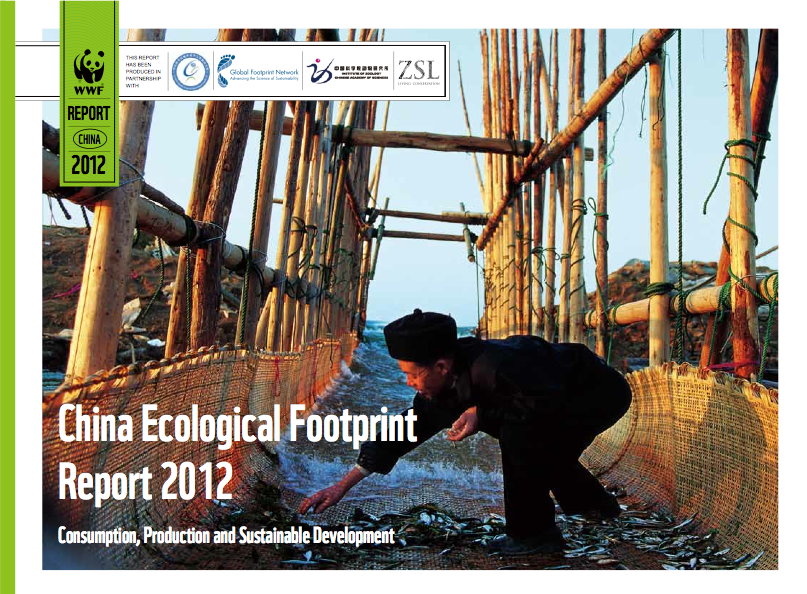 WWF
REPORT
CHINA
2012
THIS REPORT
HAS BEEN
PRODUCED IN
PARTNERSHIP
WITH:
Global Footprint Network
Advancing the Science of Sustainability
INSTITUTE OF ZOOLOGY
CHINESE ACADEMY OF SCIENCES
ZSL
LIVING CONSERVATION
China Ecological Footprint
Report 2012
Consumption, Production and Sustainable Development